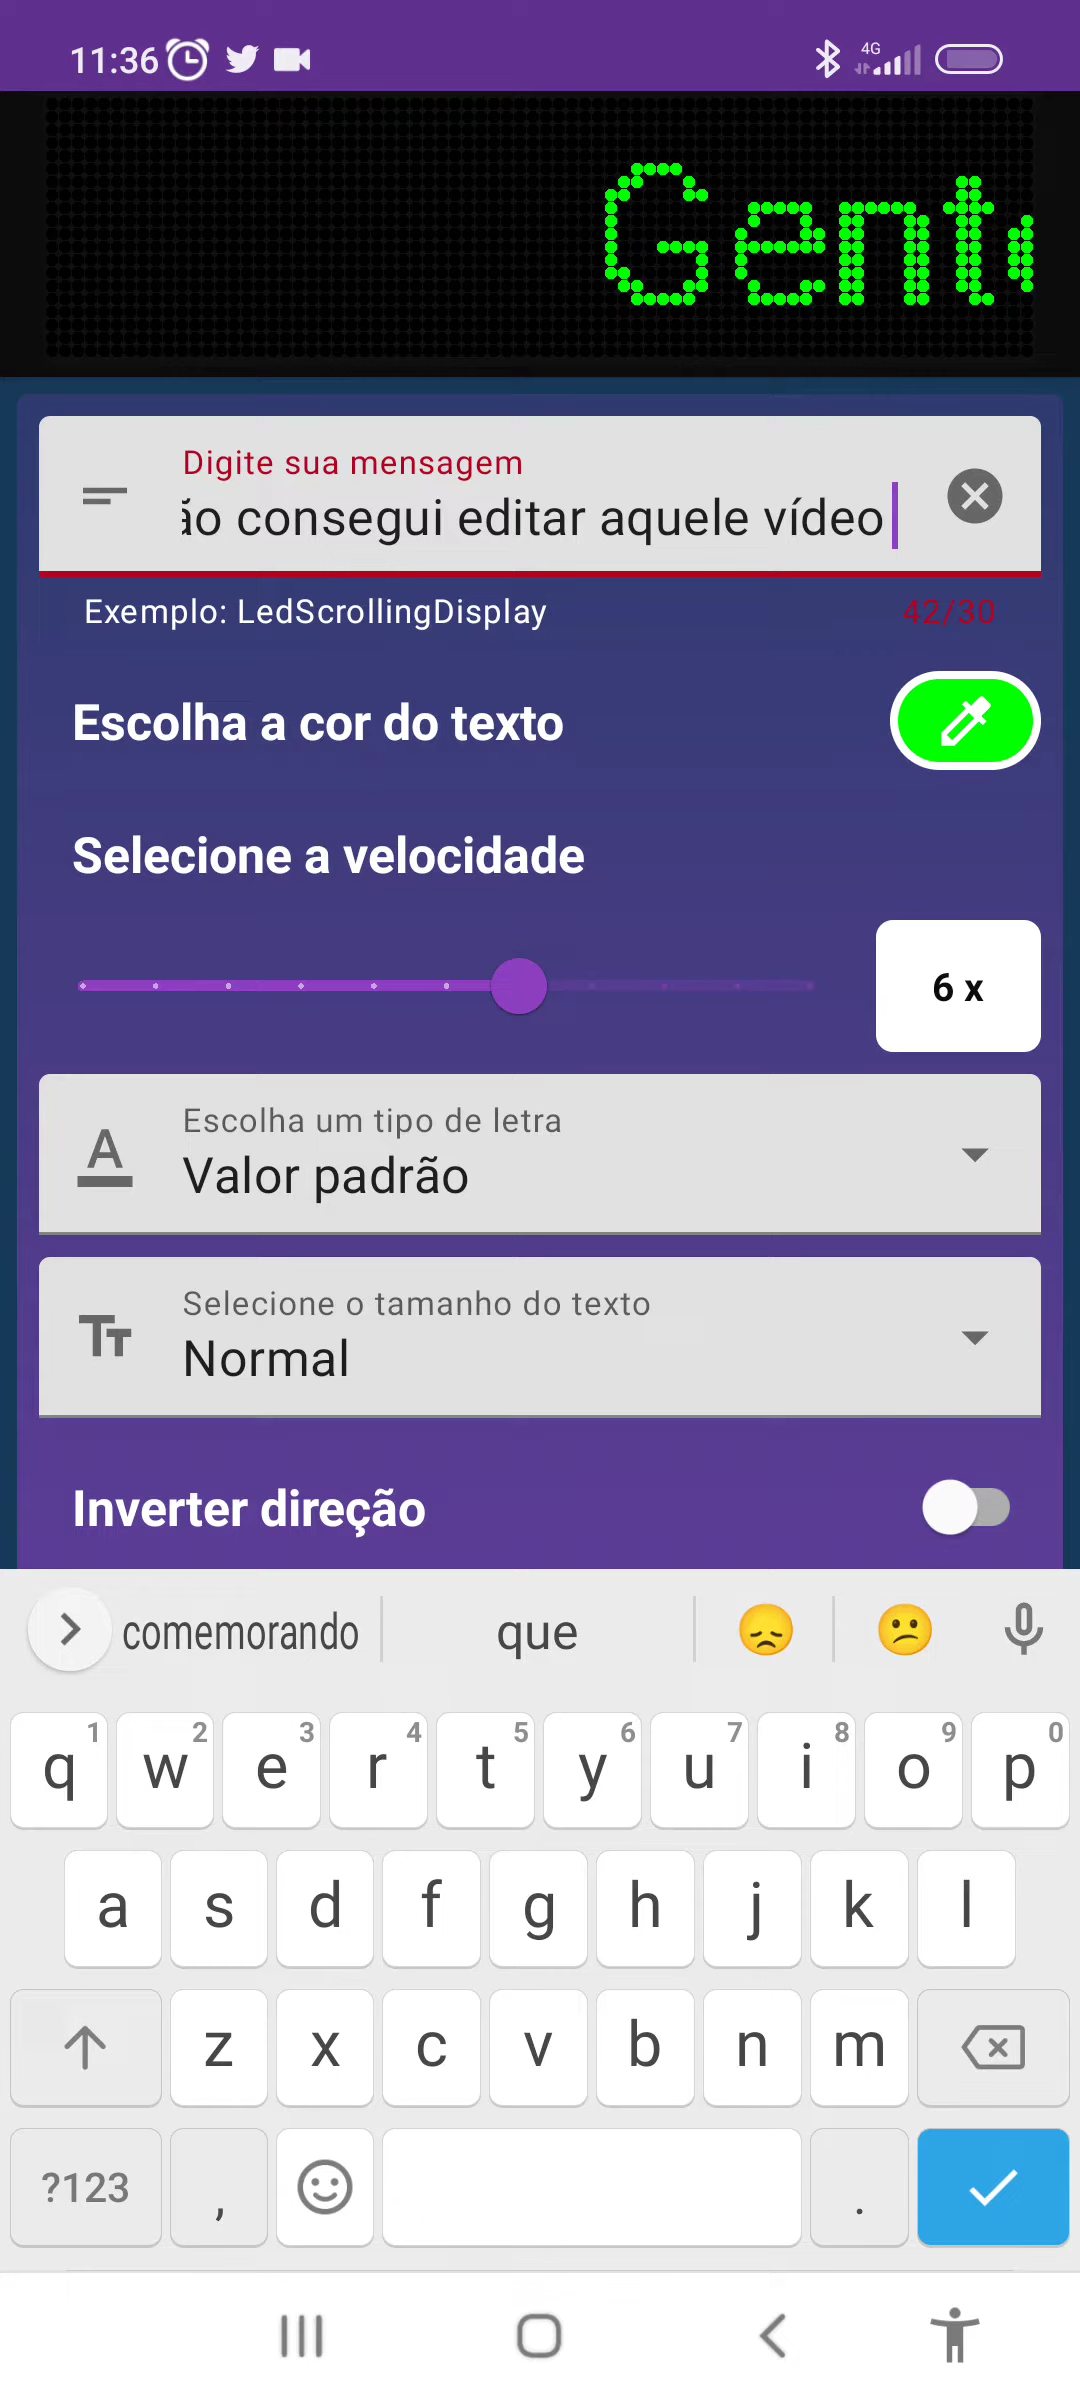 11:36
4G
Gent
Digite sua mensagem
ão consegui editar aquele vídeo
Exemplo: LedScrollingDisplay
42/30
Escolha a cor do texto
Selecione a velocidade
6 x
Escolha um tipo de letra
A
Valor padrão
Selecione o tamanho do texto
TT
Normal
Inverter direção
comemorando que
1 2 3 4 5 6 7 8 9 0
q w e r t y u i o p
a s d f g h j k l
z x c v b n m
?123 , .